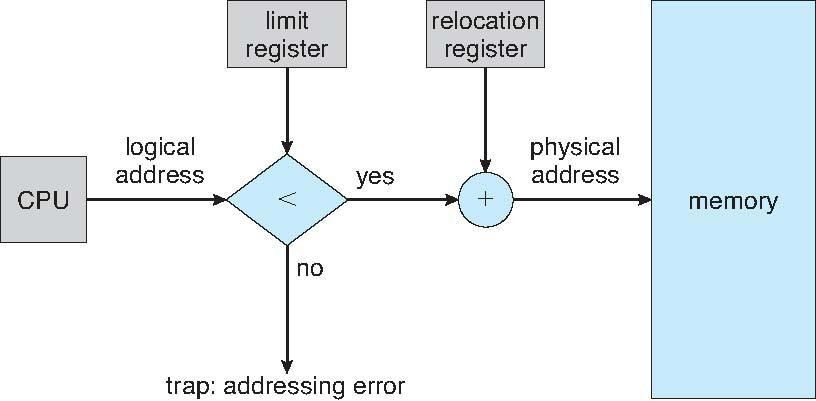 limit
register
relocation
register
logical
address
physical
address
CPU
<
yes
+
memory
no
trap: addressing error